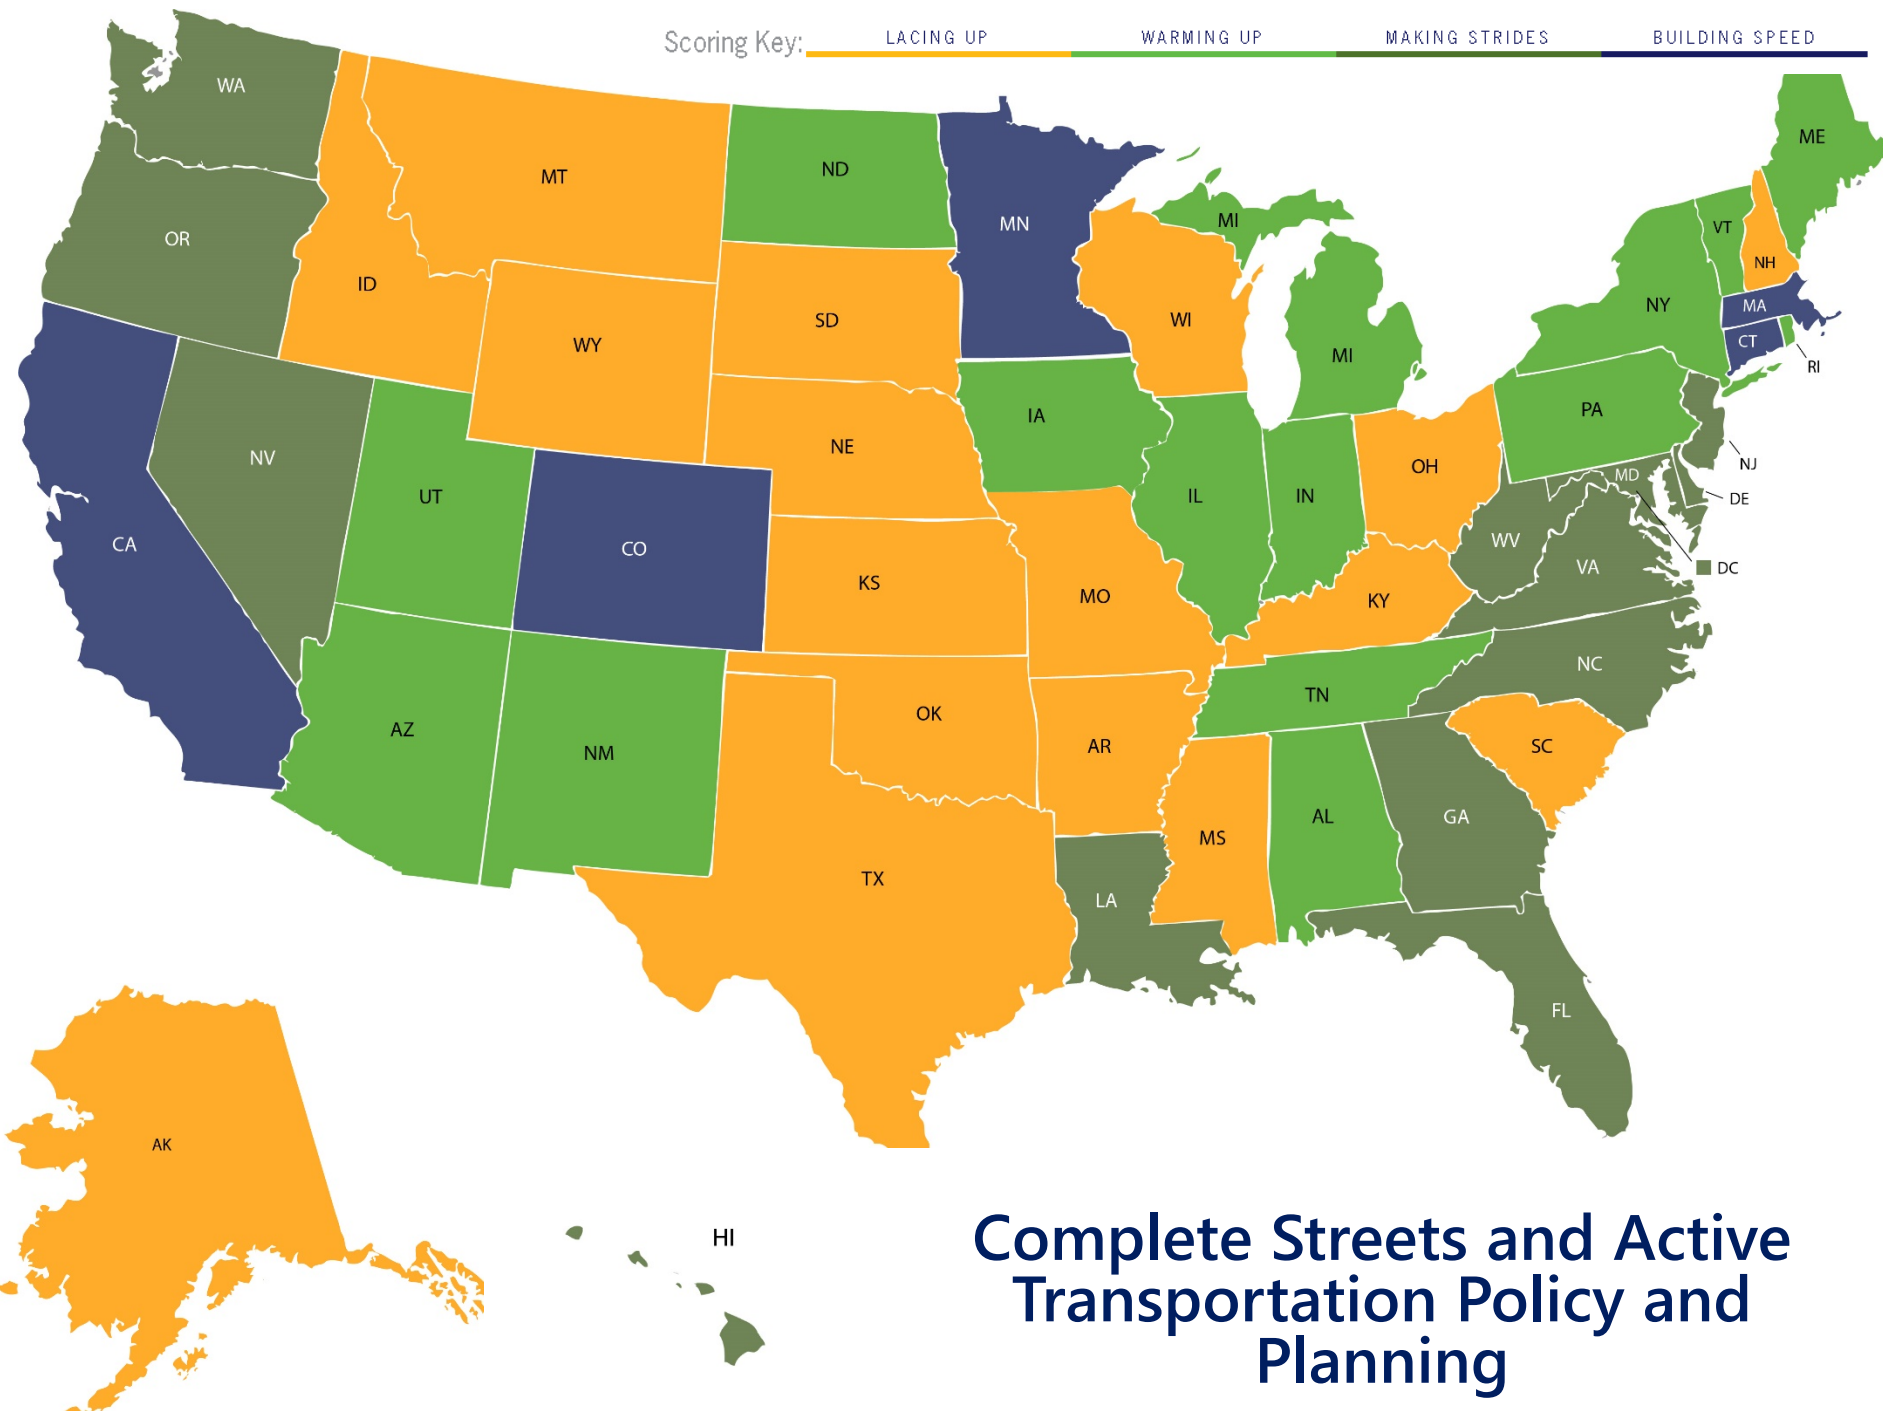 Scoring Key:
LACING UP
WARMING UP
MAKING STRIDES
BUILDING SPEED
WA
ME
MT
ND
MI
MN
VT
OR
NH
ID
NY
MA
SD
WI
CT
WY
MI
RI
PA
IA
NE
NV
OH
NJ
MD
UT
IL
IN
DE
WV
CA
CO
VA
DC
KS
MO
KY
NC
TN
OK
AZ
AR
SC
NM
AL
GA
MS
TX
LA
FL
AK
HI
Complete Streets and Active
Transportation Policy and
Planning